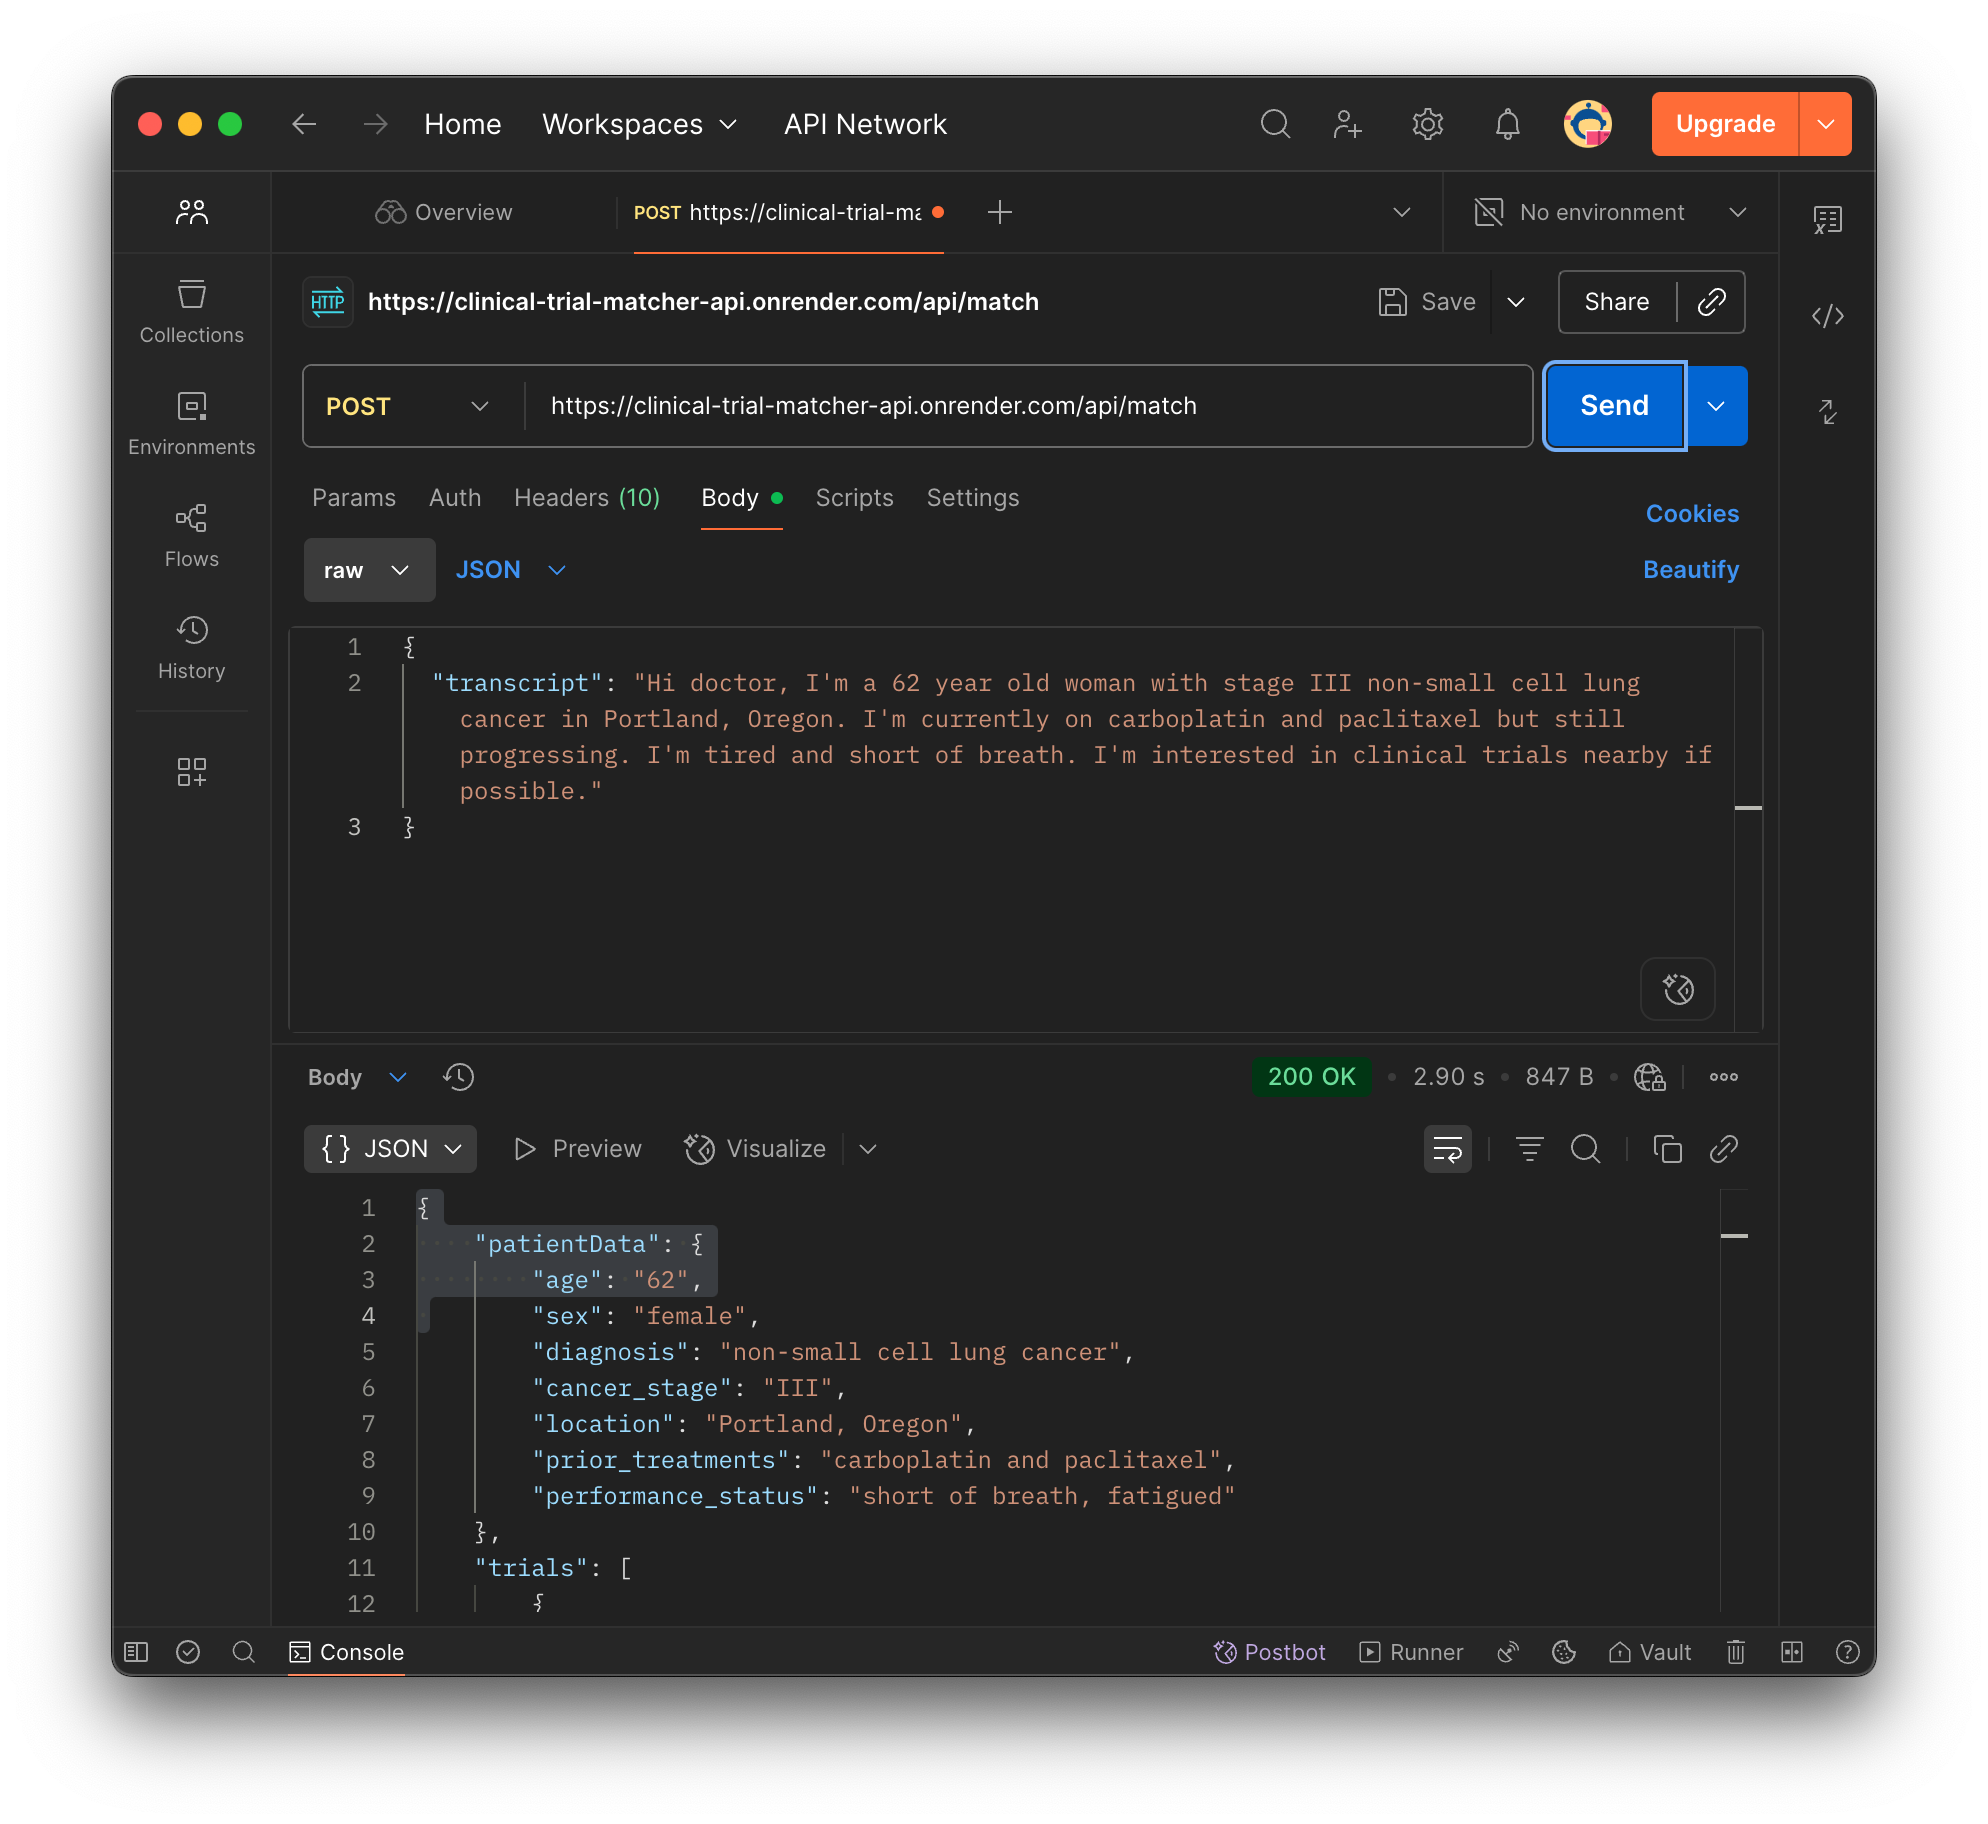 Home Workspaces API Network Upgrade
Overview POST https://clinical-trial-ma No environment
HTTP https://clinical-trial-matcher-api.onrender.com/api/match Save Share
Collections
POST https://clinical-trial-matcher-api.onrender.com/api/match Send
Environments
Params Auth Headers (10) Body Scripts Settings Cookies
Flows
raw JSON Beautify
History
1 {
2 "transcript": "Hi doctor, I'm a 62 year old woman with stage III non-small cell lung
cancer in Portland, Oregon. I'm currently on carboplatin and paclitaxel but still
progressing. I'm tired and short of breath. I'm interested in clinical trials nearby if
possible."
3 }
Body 200 OK • 2.90 s • 847 B •
{} JSON Preview Visualize
1 {
2 "patientData": {
3 "age": "62",
4 "sex": "female",
5 "diagnosis": "non-small cell lung cancer",
6 "cancer_stage": "III",
7 "location": "Portland, Oregon",
8 "prior_treatments": "carboplatin and paclitaxel",
9 "performance_status": "short of breath, fatigued"
10 },
11 "trials": [
12 {
Console Postbot Runner Vault